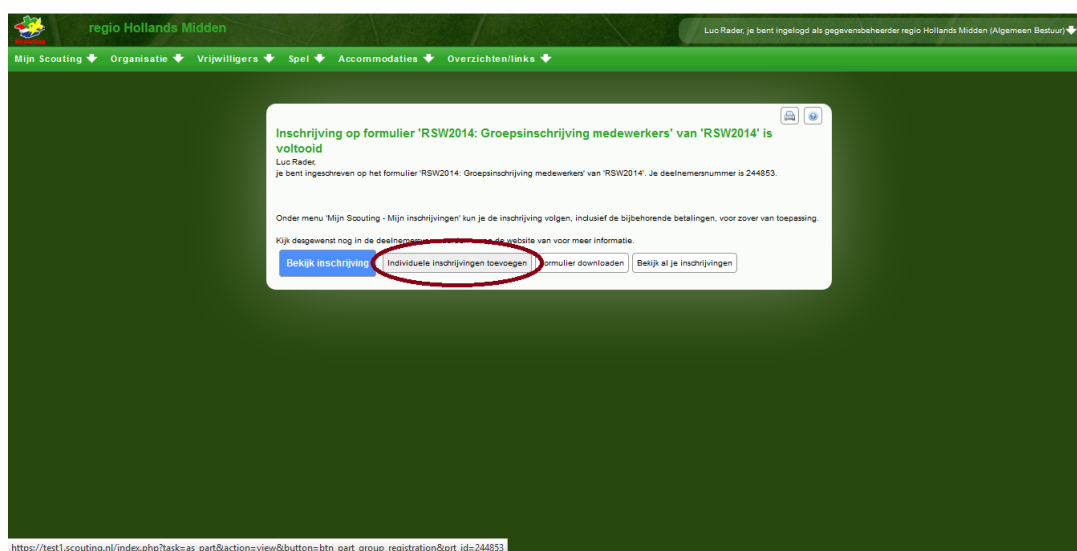 regio Hollands Midden
Luc Rader, je bent ingelogd als gegevensbeheerder regio Hollands Midden (Algemeen Bestuur)
Mijn Scouting Organisatie Vrijwilligers Spel Accommodaties Overzichten/links
Inschrijving op formulier 'RSW2014: Groepsinschrijving medewerkers' van 'RSW2014' is
voltooid
Luc Rader,
je bent ingeschreven op het formulier 'RSW2014: Groepsinschrijving medewerkers' van 'RSW2014'. Je deelnemersnummer is 244853.
Onder menu 'Mijn Scouting - Mijn inschrijvingen' kun je de inschrijving volgen, inclusief de bijbehorende betalingen, voor zover van toepassing.
Kijk desgewenst nog in de de website van voor meer informatie.
Bekijk inschrijving Individuele inschrijvingen toevoegen formulier downloaden Bekijk al je inschrijvingen
https://test1.scouting.nl/index.php?task=as_part&action=view&button=btn_part_group_registration&prt_id=244853